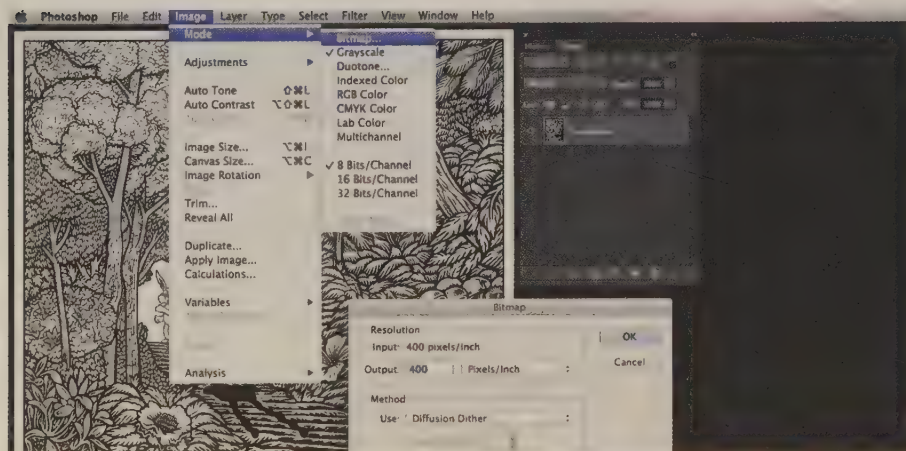 Photoshop File Edit Image Layer Type Select Filter View Window Help
Mode
Adjustments
Auto Tone ⇧⌘L
Auto Contrast ⌥⇧⌘L
Image Size... ⌥⌘I
Canvas Size... ⌥⌘C
Image Rotation
Trim...
Reveal All
Duplicate...
Apply Image...
Calculations...
Variables
Analysis
Bitmap...
✓ Grayscale
Duotone...
Indexed Color
RGB Color
CMYK Color
Lab Color
Multichannel
✓ 8 Bits/Channel
16 Bits/Channel
32 Bits/Channel
Bitmap
Resolution
Input: 400 pixels/inch
Output: 400 Pixels/Inch
Method
Use: Diffusion Dither
OK
Cancel